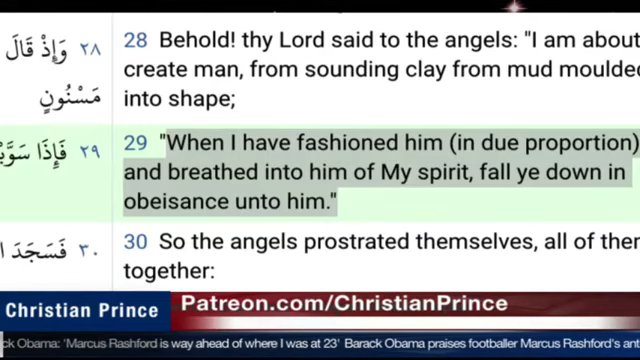 وَإِذْ قَالَ ٢٨
28 Behold! thy Lord said to the angels: "I am about
create man, from sounding clay from mud moulded
مَسْنُونٍ
into shape;
فَإِذَا ٢٩
29 "When I have fashioned him (in due proportion)
and breathed into him of My spirit, fall ye down in
obeisance unto him."
فَسَجَدَ ٣٠
30 So the angels prostrated themselves, all of them
together:
Christian Prince
Patreon.com/ChristianPrince
ck Obama: 'Marcus Rashford is way ahead of where I was at 23' Barack Obama praises footballer Marcus Rashford's ant